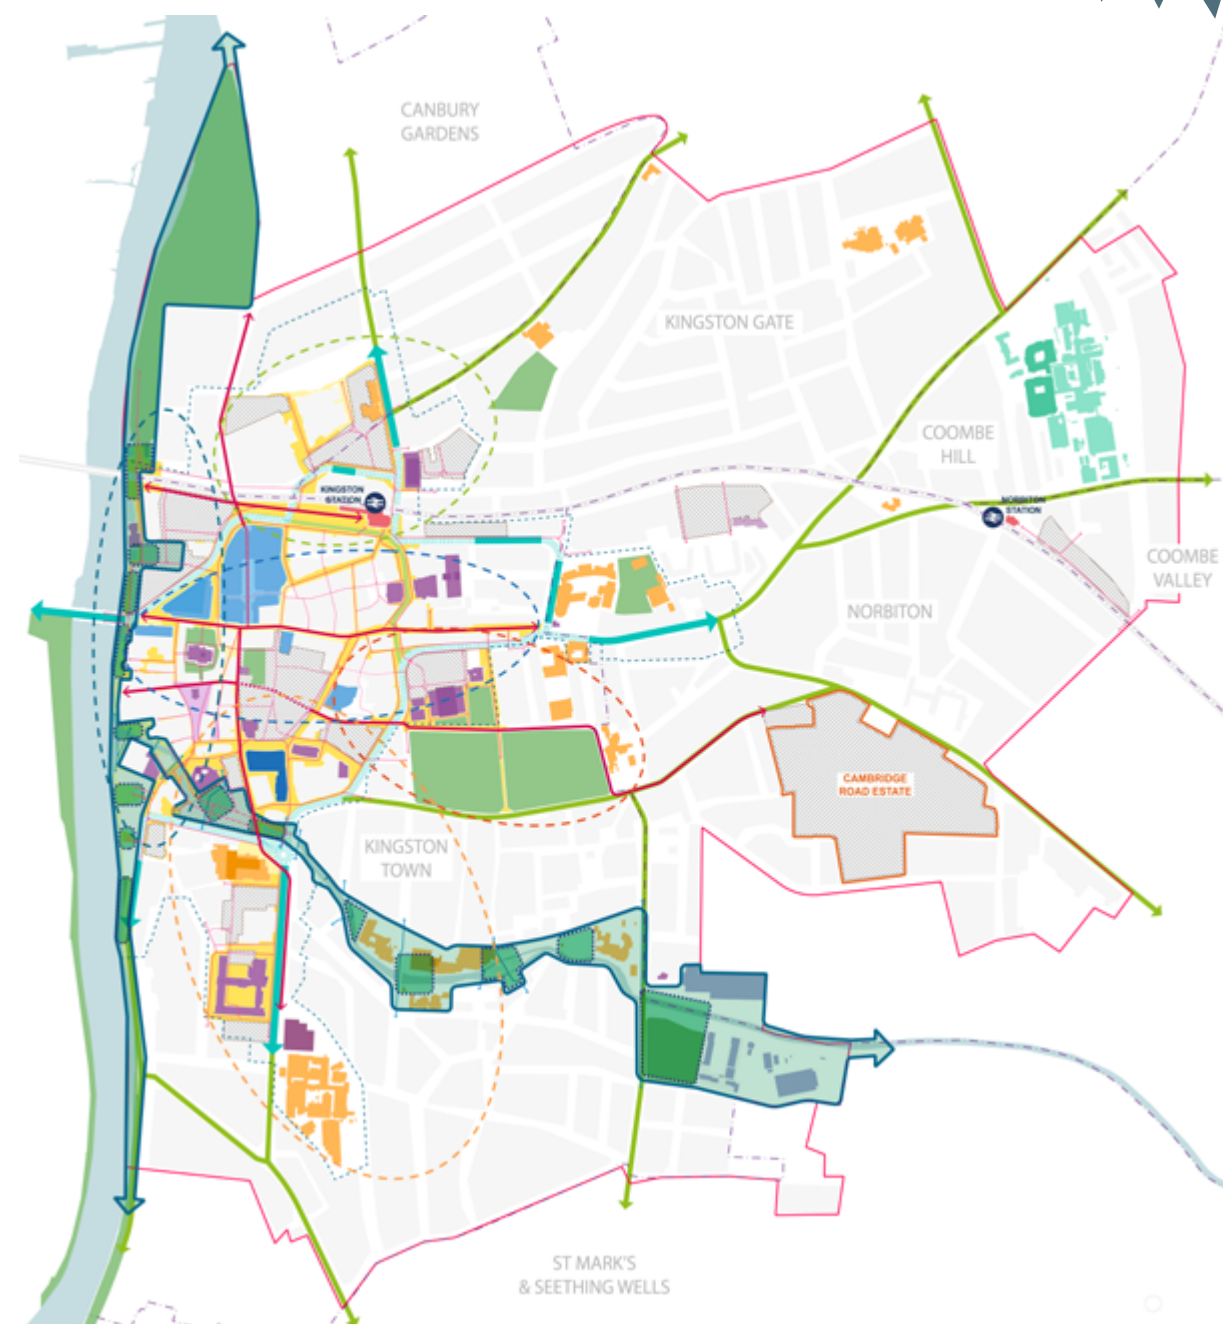 CANBURY
GARDENS
KINGSTON GATE
COOMBE
HILL
KINGSTON
STATION
NORBITON
STATION
COOMBE
VALLEY
NORBITON
CAMBRIDGE
ROAD ESTATE
KINGSTON
TOWN
ST MARK'S
& SEETHING WELLS